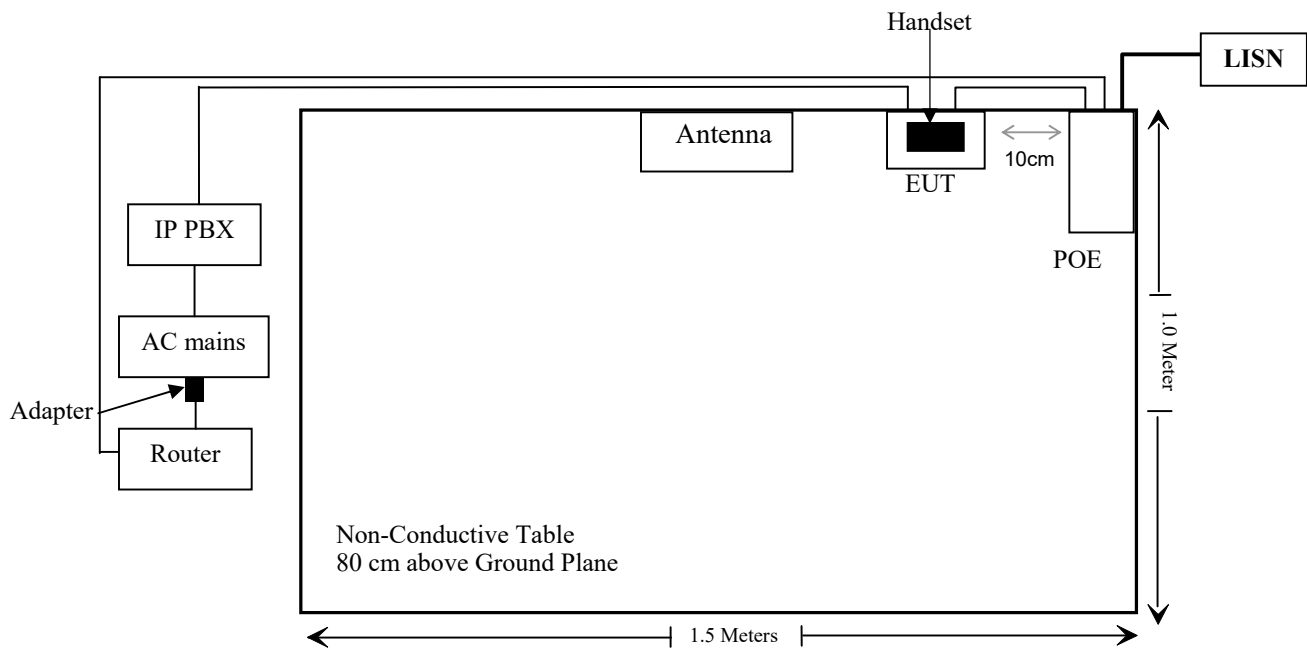 Handset
LISN
Antenna
EUT
10cm
POE
IP PBX
AC mains
Adapter
Router
1.0 Meter
Non-Conductive Table
80 cm above Ground Plane
1.5 Meters